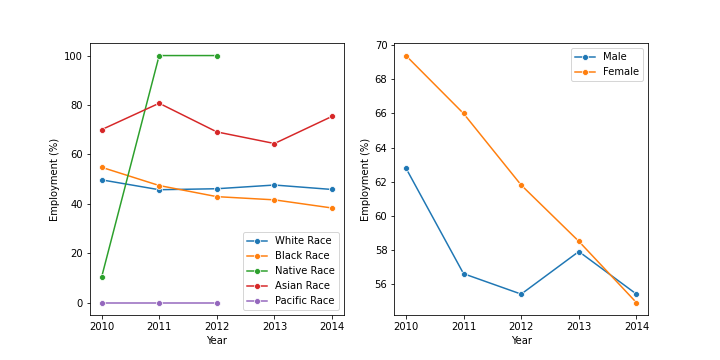 100
80
60
40
20
0
Employment (%)
2010 2011 2012 2013 2014
Year
White Race
Black Race
Native Race
Asian Race
Pacific Race
70
68
66
64
62
60
58
56
Employment (%)
2010 2011 2012 2013 2014
Year
Male
Female